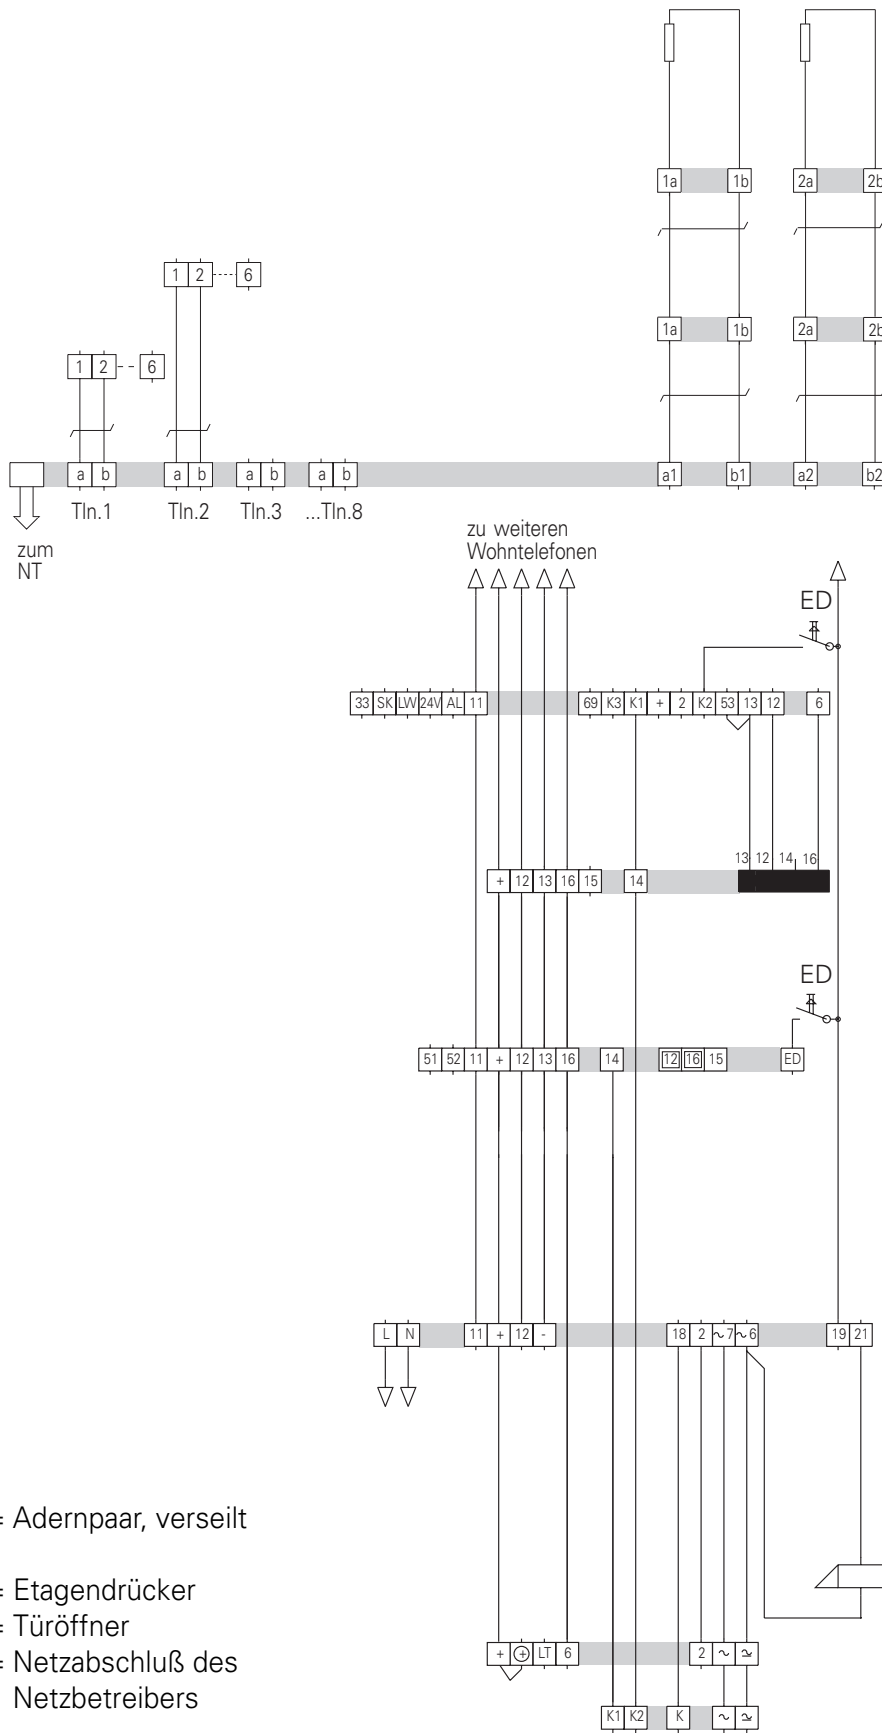 1a 1b 2a 2b
1 2 6
1a 1b 2a 2b
1 2 6
a b a b a b a b a1 b1 a2 b2
Tln.1 Tln.2 Tln.3 ...Tln.8
zum
NT
zu weiteren
Wohntelefonen
ED
33 SK LW 24V AL 11 69 K3 K1 + 2 K2 53 13 12 6
13 12 14 16
+ 12 13 16 15 14
ED
51 52 11 + 12 13 16 14 12 16 15 ED
L N 11 + 12 - 18 2 ~7 ~6 19 21
= Adernpaar, verseilt
= Etagendrücker
= Türöffner
= Netzabschluß des
Netzbetreibers
+ + LT 6 2 ~ ≃
K1 K2 K ~ ≃